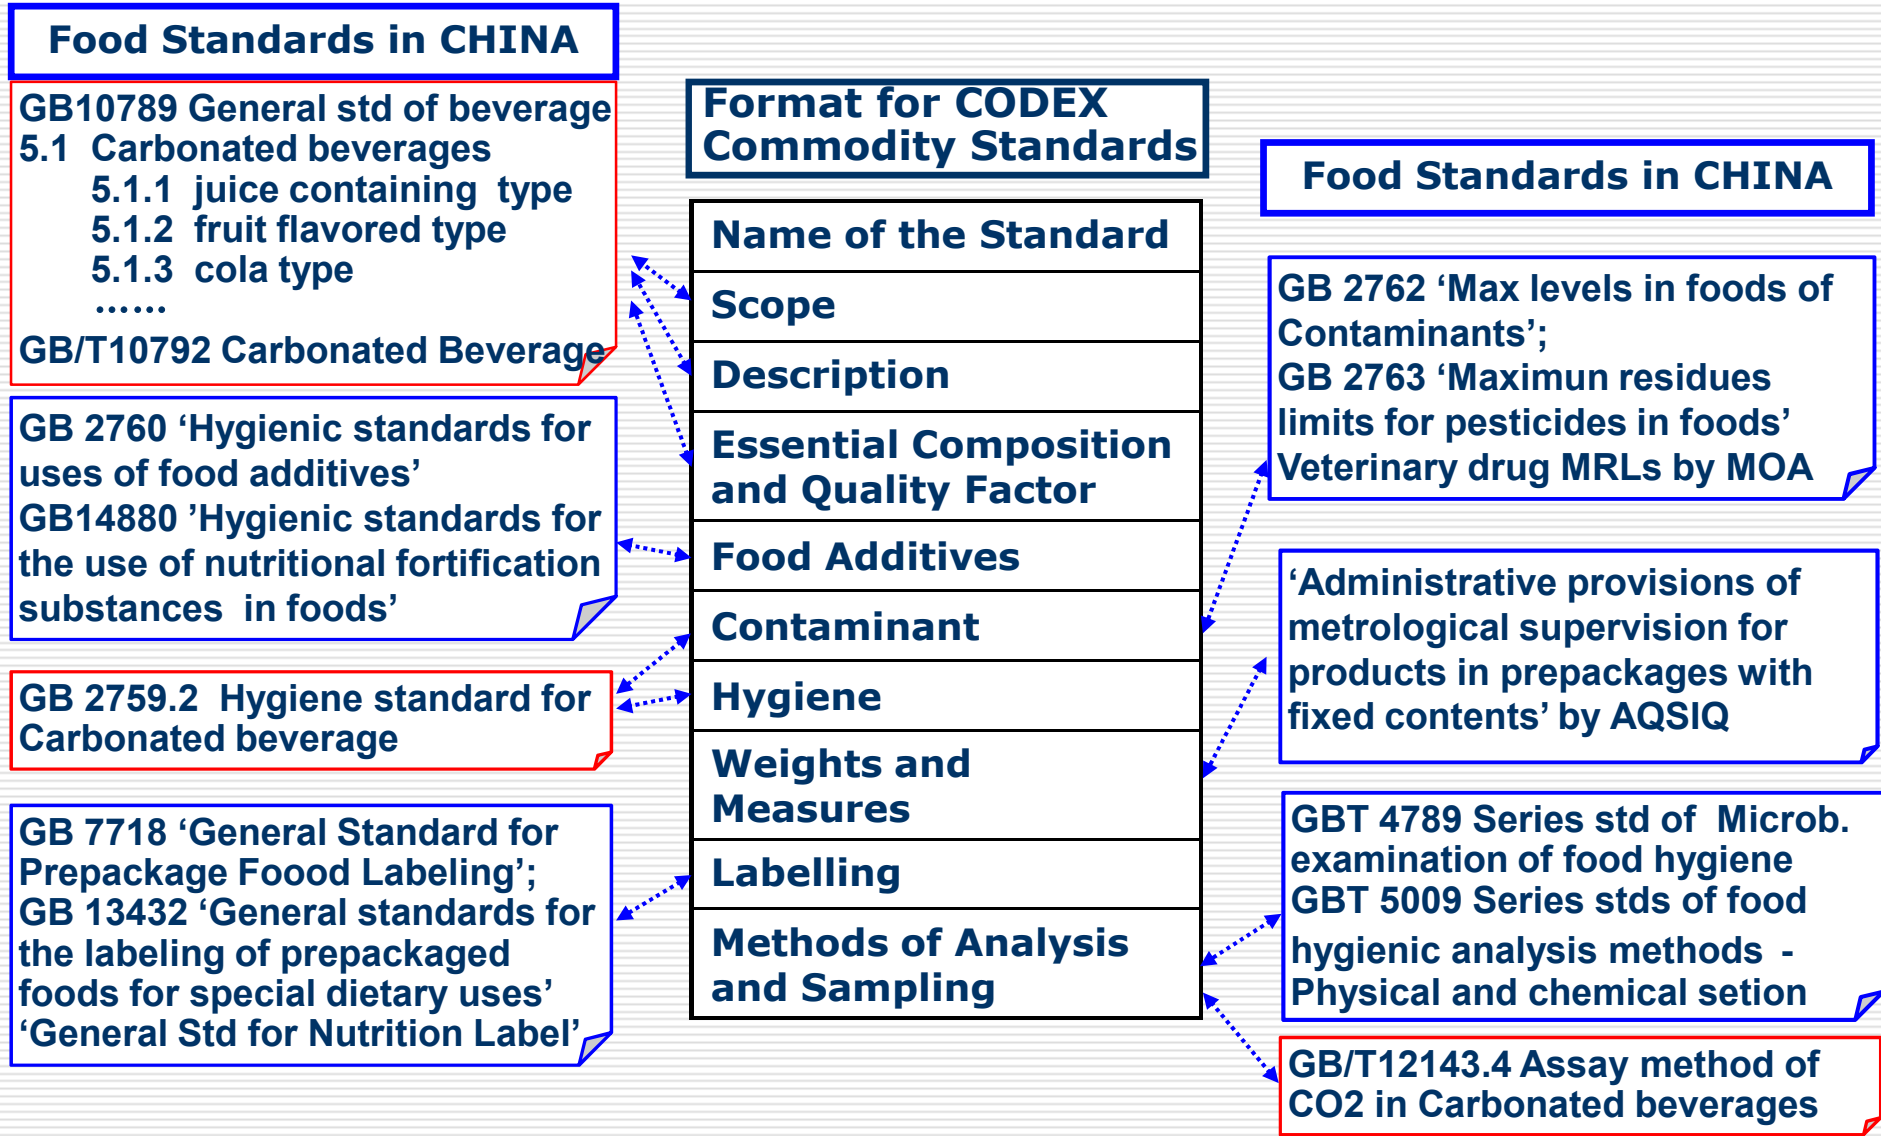 Food Standards in CHINA
GB10789 General std of beverage
5.1 Carbonated beverages
5.1.1 juice containing type
5.1.2 fruit flavored type
5.1.3 cola type
……
GB/T10792 Carbonated Beverage
GB 2760 ‘Hygienic standards for
uses of food additives’
GB14880 ’Hygienic standards for
the use of nutritional fortification
substances in foods’
GB 2759.2 Hygiene standard for
Carbonated beverage
GB 7718 ‘General Standard for
Prepackage Foood Labeling’;
GB 13432 ‘General standards for
the labeling of prepackaged
foods for special dietary uses’
‘General Std for Nutrition Label’
Format for CODEX
Commodity Standards
Name of the Standard
Scope
Description
Essential Composition
and Quality Factor
Food Additives
Contaminant
Hygiene
Weights and
Measures
Labelling
Methods of Analysis
and Sampling
Food Standards in CHINA
GB 2762 ‘Max levels in foods of
Contaminants’;
GB 2763 ‘Maximun residues
limits for pesticides in foods’
Veterinary drug MRLs by MOA
‘Administrative provisions of
metrological supervision for
products in prepackages with
fixed contents’ by AQSIQ
GBT 4789 Series std of Microb.
examination of food hygiene
GBT 5009 Series stds of food
hygienic analysis methods -
Physical and chemical setion
GB/T12143.4 Assay method of
CO2 in Carbonated beverages